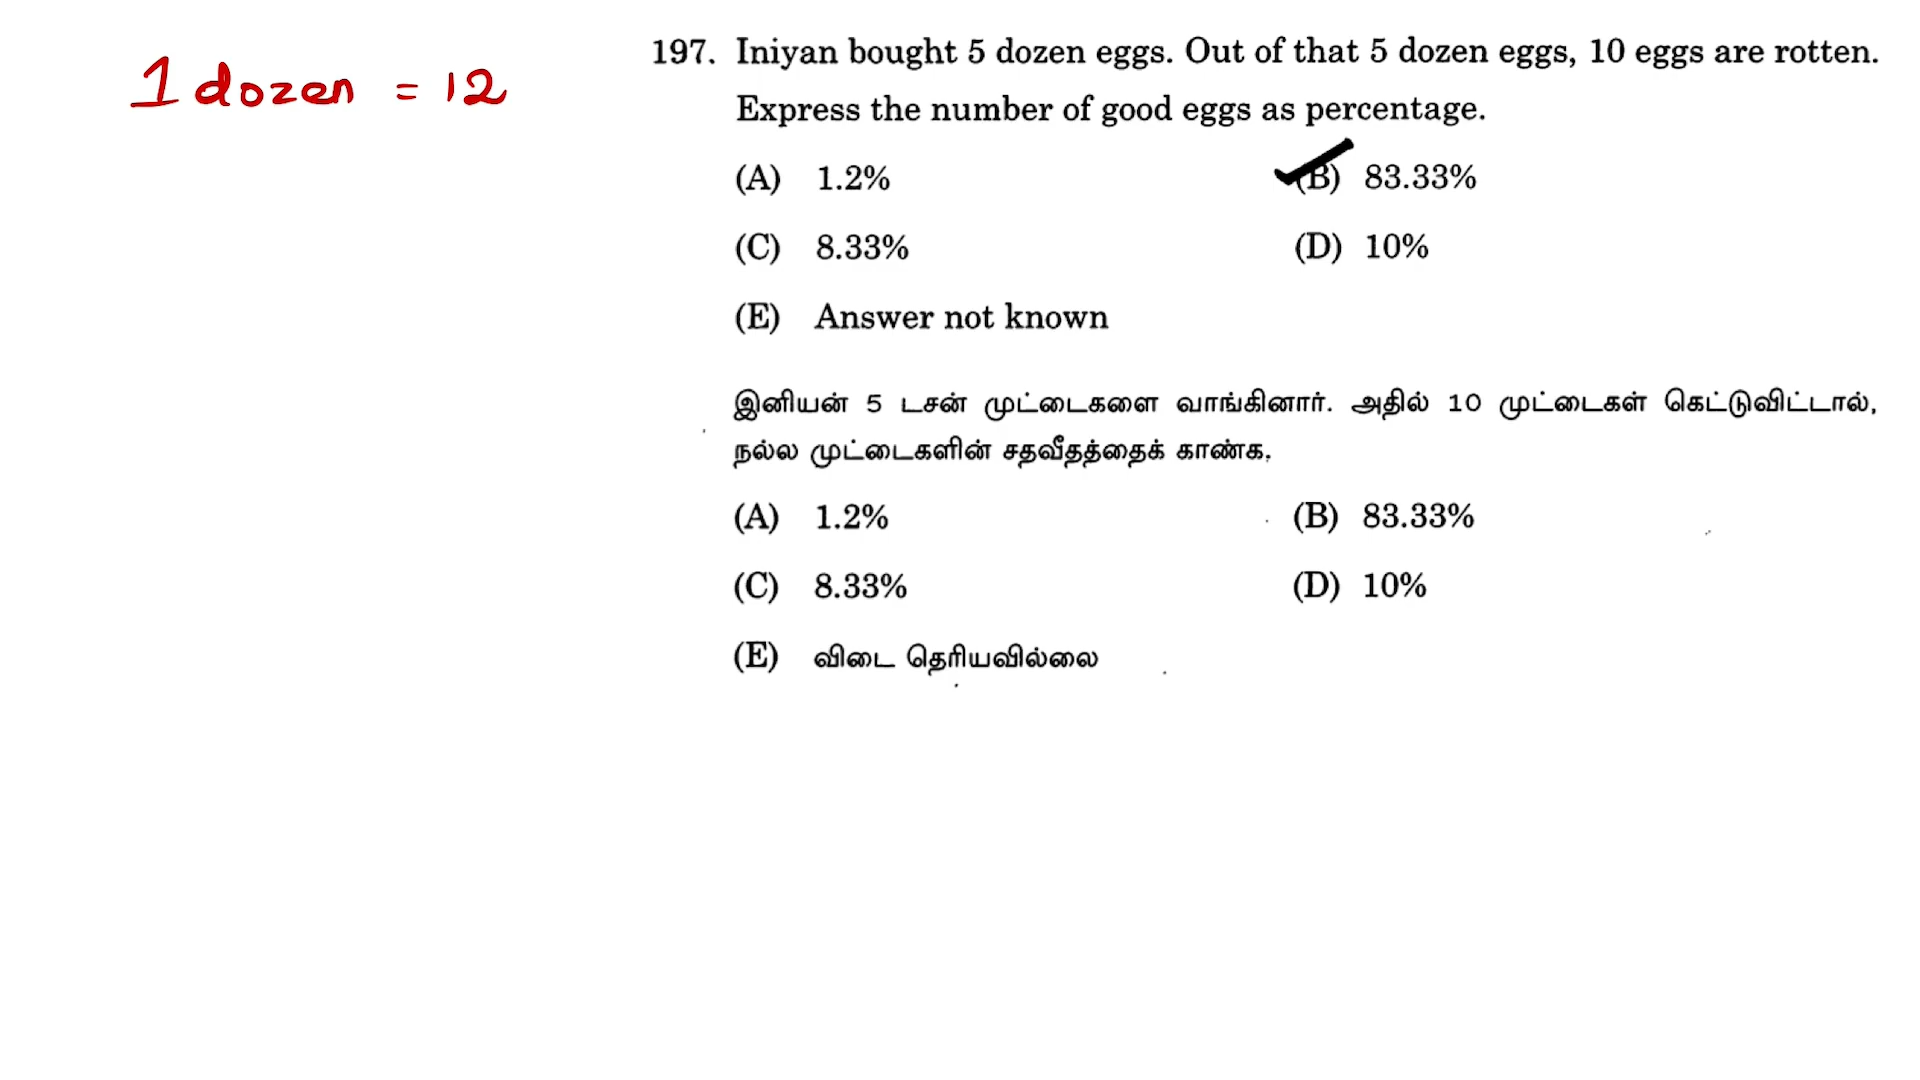 1 dozen = 12
197. Iniyan bought 5 dozen eggs. Out of that 5 dozen eggs, 10 eggs are rotten.
Express the number of good eggs as percentage.
(A) 1.2% (B) 83.33%
(C) 8.33% (D) 10%
(E) Answer not known
இனியன் 5 டசன் முட்டைகளை வாங்கினார். அதில் 10 முட்டைகள் கெட்டுவிட்டால்,
நல்ல முட்டைகளின் சதவீதத்தைக் காண்க.
(A) 1.2% (B) 83.33%
(C) 8.33% (D) 10%
(E) விடை தெரியவில்லை